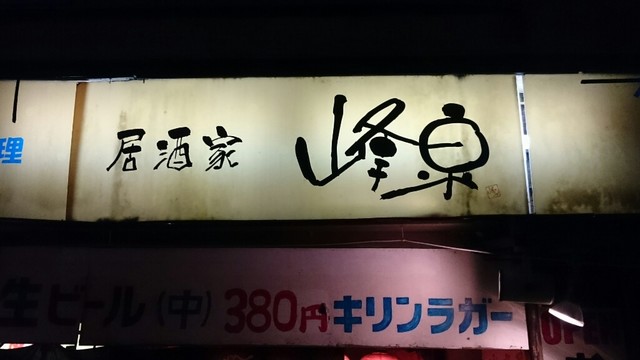 理
居酒家 峰京
生ビール(中)380円キリンラガー